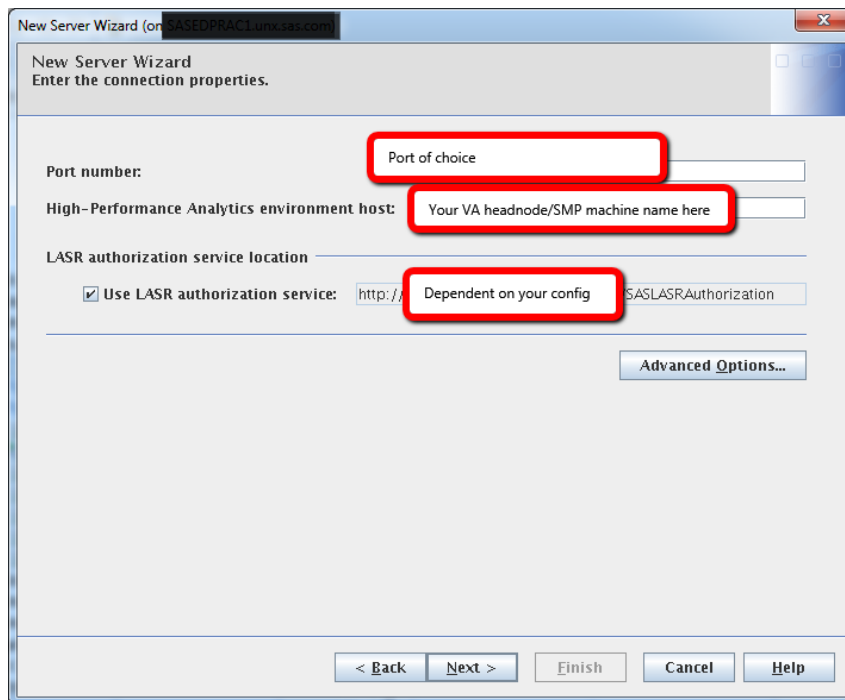 New Server Wizard (on SASEDPRAC1.unx.sas.com)
New Server Wizard
Enter the connection properties.
Port number:
Port of choice
High-Performance Analytics environment host:
Your VA headnode/SMP machine name here
LASR authorization service location
Use LASR authorization service: http:// Dependent on your config /SASLASRAuthorization
Advanced Options...
< Back Next > Finish Cancel Help